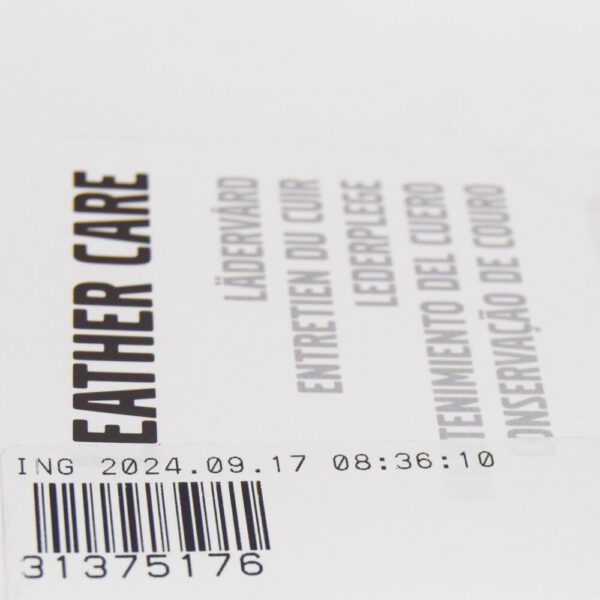 EATHER CARE
LÄDERVÅRD
ENTRETIEN DU CUIR
LEDERPLEGE
TENIMIENTO DEL CUERO
ONSERVAÇÃO DE COURO
ING 2024.09.17 08:36:10
31375176